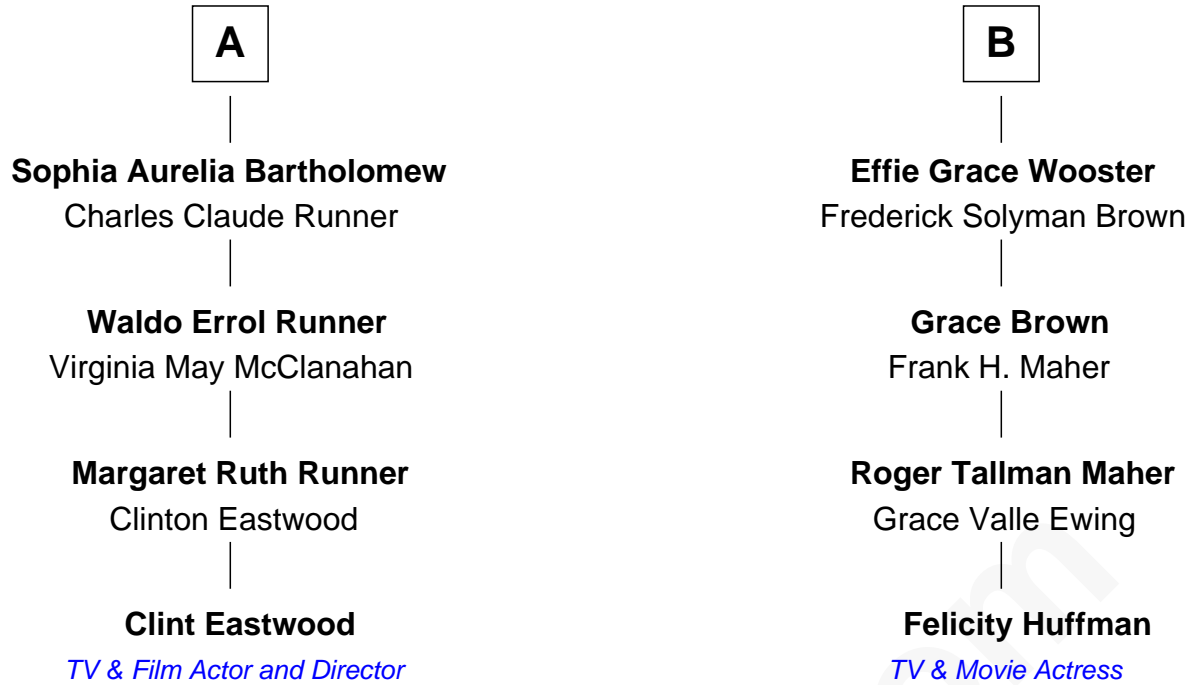 A
Sophia Aurelia Bartholomew
Charles Claude Runner
Waldo Errol Runner
Virginia May McClanahan
Margaret Ruth Runner
Clinton Eastwood
Clint Eastwood
TV & Film Actor and Director
B
Effie Grace Wooster
Frederick Solyman Brown
Grace Brown
Frank H. Maher
Roger Tallman Maher
Grace Valle Ewing
Felicity Huffman
TV & Movie Actress